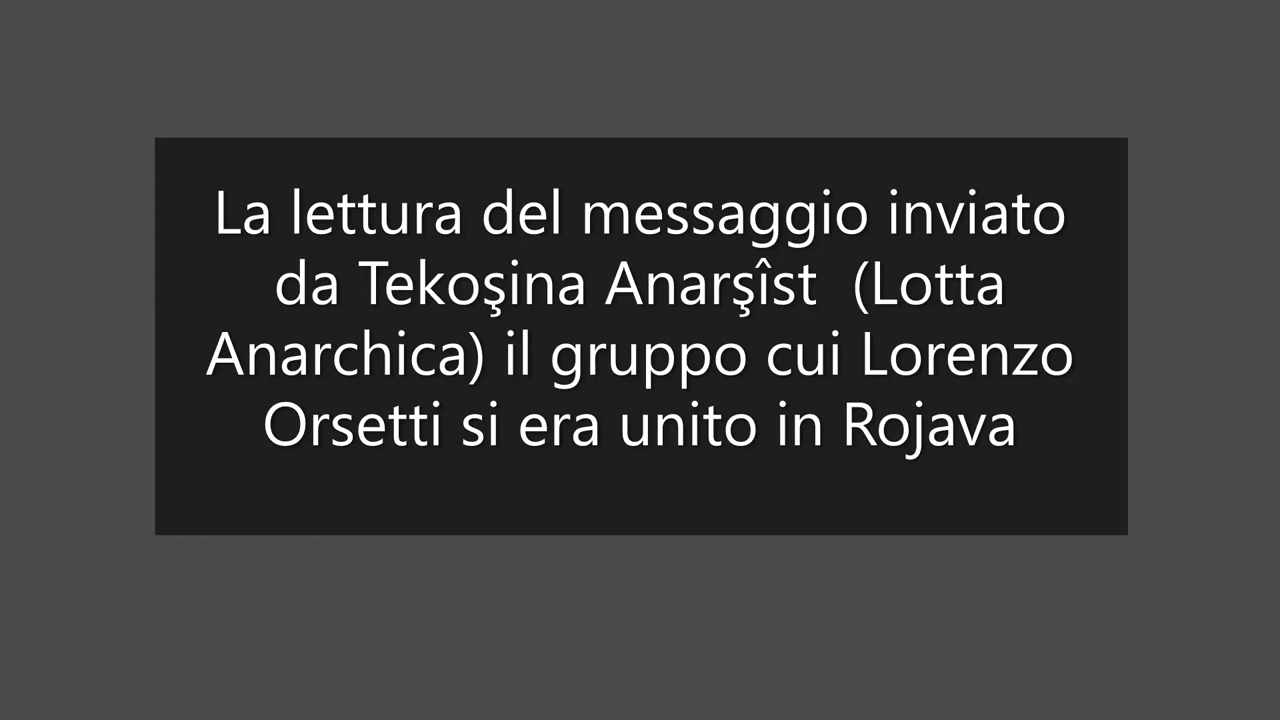 La lettura del messaggio inviato
da Tekoşina Anarşîst  (Lotta
Anarchica) il gruppo cui Lorenzo
Orsetti si era unito in Rojava